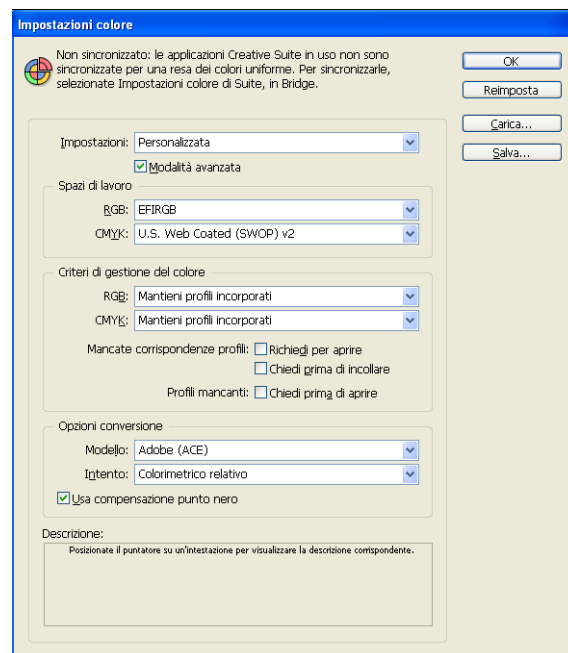 Impostazioni colore
Non sincronizzato: le applicazioni Creative Suite in uso non sono
sincronizzate per una resa dei colori uniforme. Per sincronizzarle,
selezionate Impostazioni colore di Suite, in Bridge.
OK
Reimposta
Carica...
Salva...
Impostazioni: Personalizzata
Modalità avanzata
Spazi di lavoro
RGB: EFIRGB
CMYK: U.S. Web Coated (SWOP) v2
Criteri di gestione del colore
RGB: Mantieni profili incorporati
CMYK: Mantieni profili incorporati
Mancate corrispondenze profili: Richiedi per aprire
Chiedi prima di incollare
Profili mancanti: Chiedi prima di aprire
Opzioni conversione
Modello: Adobe (ACE)
Intento: Colorimetrico relativo
Usa compensazione punto nero
Descrizione:
Posizionate il puntatore su un'intestazione per visualizzare la descrizione corrispondente.